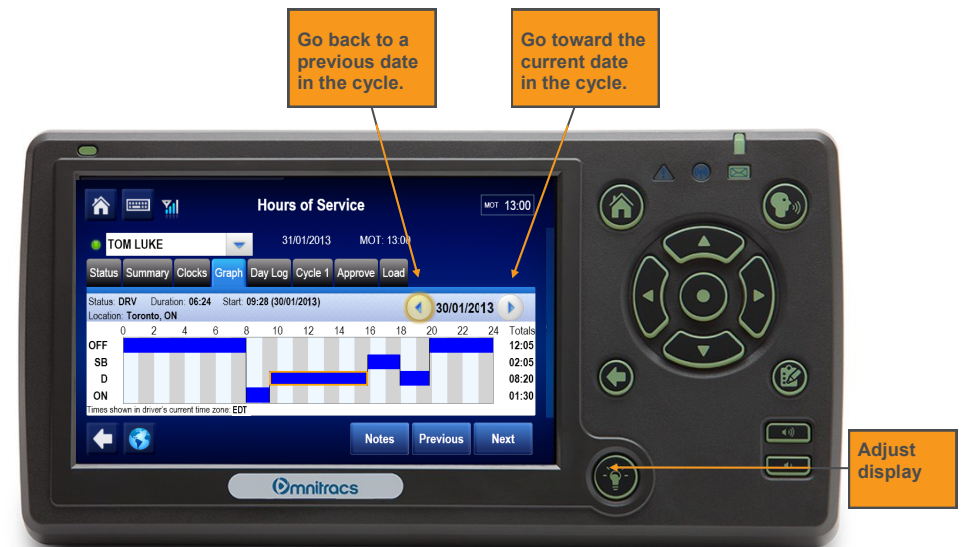 Go back to a
previous date
in the cycle.
Go toward the
current date
in the cycle.
Hours of Service
MOT 13:00
TOM LUKE
31/01/2013 MOT: 13:00
Status Summary Clocks Graph Day Log Cycle 1 Approve Load
Status: DRV Duration: 06:24 Start: 09:28 (30/01/2013)
Location: Toronto, ON
30/01/2013
0 2 4 6 8 10 12 14 16 18 20 22 24 Totals
OFF 12:05
SB 02:05
D 08:20
ON 01:30
Times shown in driver's current time zone: EDT
Notes Previous Next
Omnitracs
Adjust
display